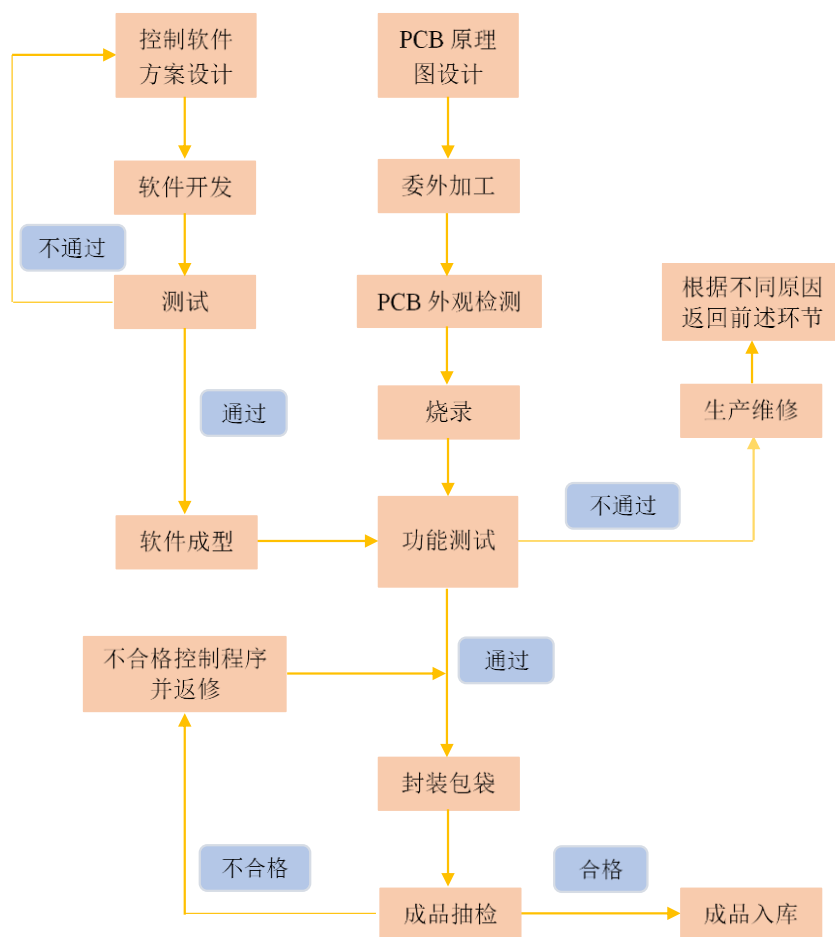 控制软件
方案设计
PCB 原理
图设计
软件开发
委外加工
不通过
测试
PCB 外观检测
根据不同原因
返回前述环节
通过
烧录
生产维修
不通过
软件成型
功能测试
不合格控制程序
并返修
通过
封装包袋
不合格
合格
成品抽检
成品入库